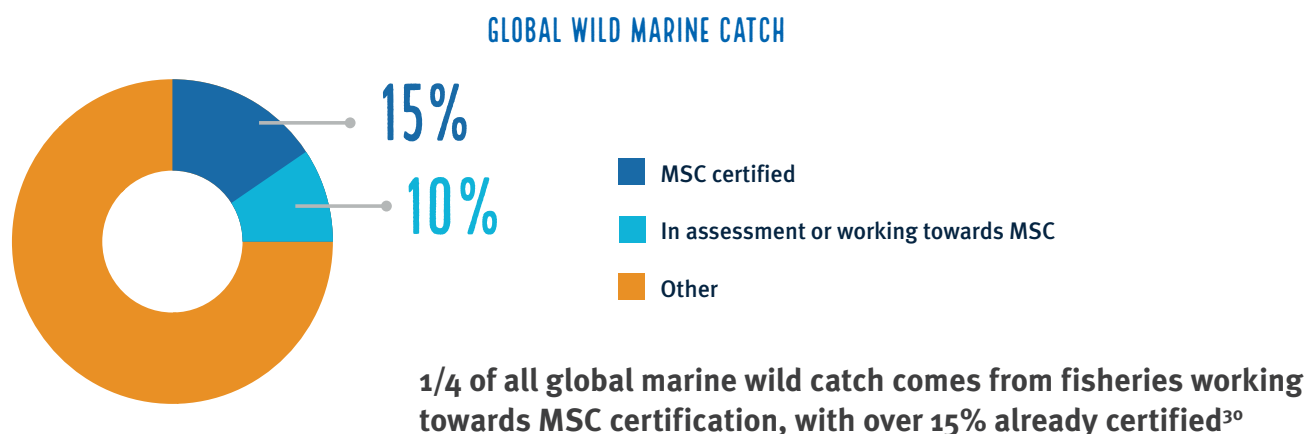 GLOBAL WILD MARINE CATCH
15%
10%
MSC certified
In assessment or working towards MSC
Other
1/4 of all global marine wild catch comes from fisheries working
towards MSC certification, with over 15% already certified³⁰